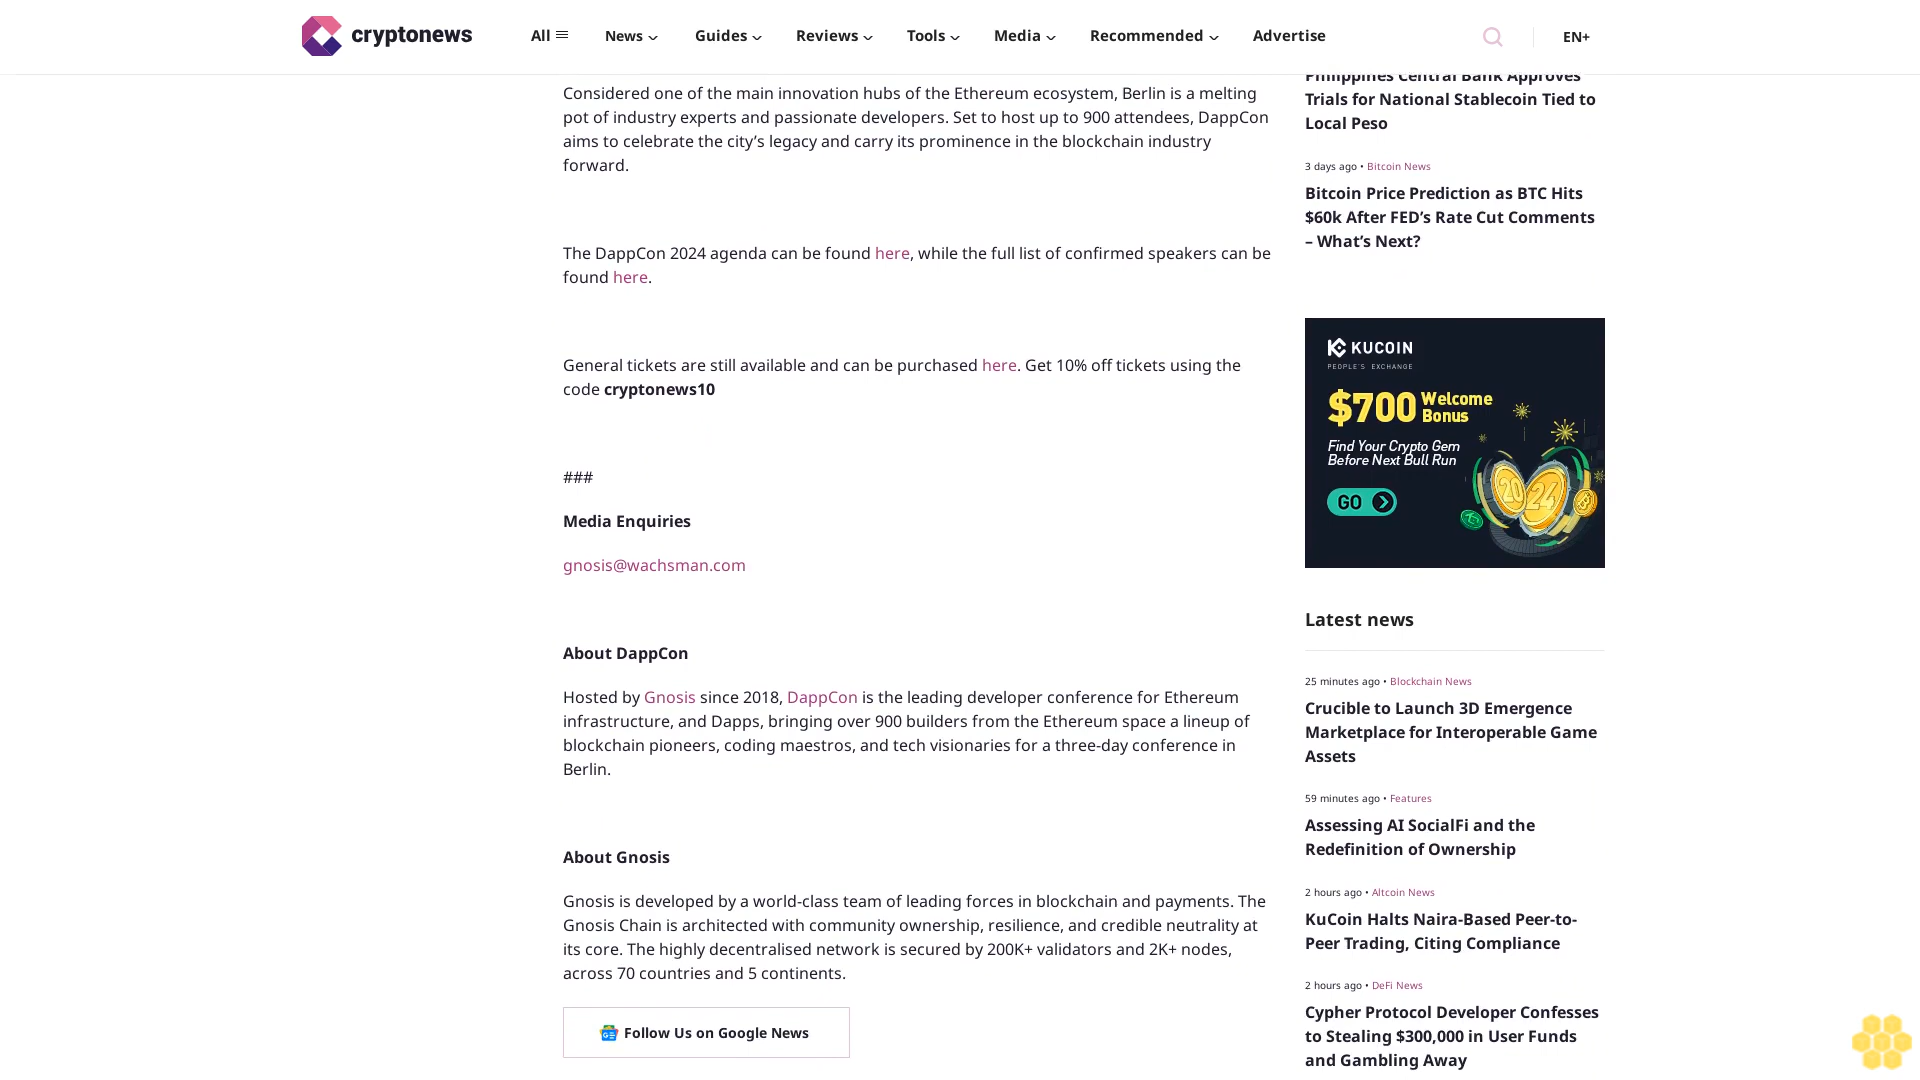 cryptonews
All
News
Guides
Reviews
Tools
Media
Recommended
Advertise
EN+
Considered one of the main innovation hubs of the Ethereum ecosystem, Berlin is a melting
pot of industry experts and passionate developers. Set to host up to 900 attendees, DappCon
aims to celebrate the city’s legacy and carry its prominence in the blockchain industry
forward.
The DappCon 2024 agenda can be found here, while the full list of confirmed speakers can be
found here.
General tickets are still available and can be purchased here. Get 10% off tickets using the
code cryptonews10
###
Media Enquiries
gnosis@wachsman.com
About DappCon
Hosted by Gnosis since 2018, DappCon is the leading developer conference for Ethereum
infrastructure, and Dapps, bringing over 900 builders from the Ethereum space a lineup of
blockchain pioneers, coding maestros, and tech visionaries for a three-day conference in
Berlin.
About Gnosis
Gnosis is developed by a world-class team of leading forces in blockchain and payments. The
Gnosis Chain is architected with community ownership, resilience, and credible neutrality at
its core. The highly decentralised network is secured by 200K+ validators and 2K+ nodes,
across 70 countries and 5 continents.
Follow Us on Google News
Philippines Central Bank Approves
Trials for National Stablecoin Tied to
Local Peso
3 days ago • Bitcoin News
Bitcoin Price Prediction as BTC Hits
$60k After FED’s Rate Cut Comments
– What’s Next?
KUCOIN
PEOPLE'S EXCHANGE
$700 Welcome
Bonus
Find Your Crypto Gem
Before Next Bull Run
GO
2024
Latest news
25 minutes ago • Blockchain News
Crucible to Launch 3D Emergence
Marketplace for Interoperable Game
Assets
59 minutes ago • Features
Assessing AI SocialFi and the
Redefinition of Ownership
2 hours ago • Altcoin News
KuCoin Halts Naira-Based Peer-to-
Peer Trading, Citing Compliance
2 hours ago • DeFi News
Cypher Protocol Developer Confesses
to Stealing $300,000 in User Funds
and Gambling Away